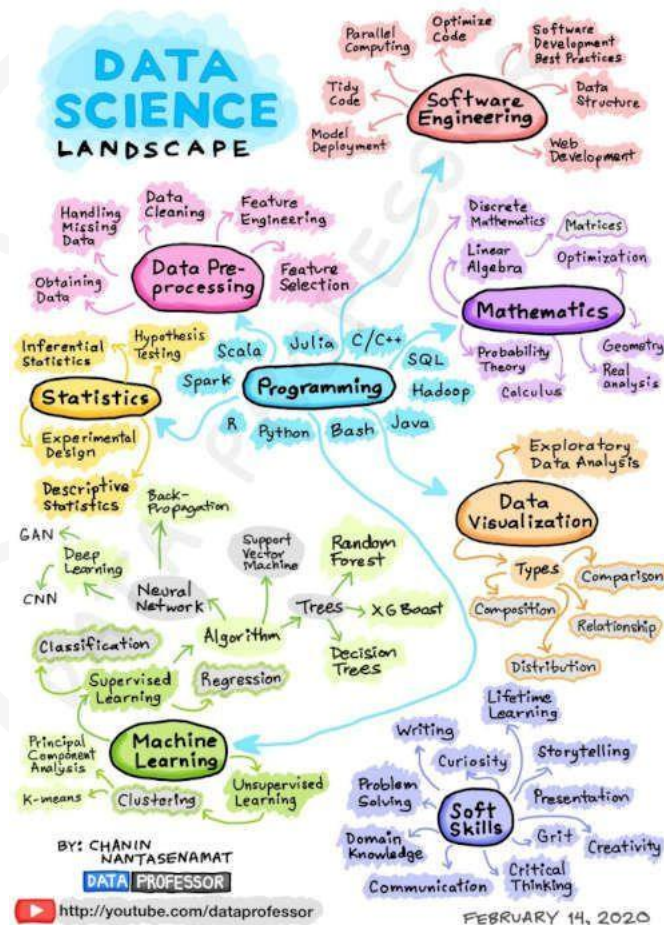 DATA
SCIENCE
LANDSCAPE
Parallel
Computing
Optimize
Code
Software
Development
Best Practices
Tidy
Code
Software
Engineering
Data
Structure
Model
Deployment
Web
Development
Handling
Missing
Data
Data
Cleaning
Feature
Engineering
Obtaining
Data
Data Pre-
processing
Feature
Selection
Discrete
Mathematics
Matrices
Linear
Algebra
Optimization
Mathematics
Probability
Theory
Calculus
Geometry
Real
analysis
Inferential
Statistics
Hypothesis
Testing
Statistics
Experimental
Design
Descriptive
Statistics
Scala
Julia
C/C++
SQL
Spark
Programming
Hadoop
R
Python
Bash
Java
Exploratory
Data Analysis
Data
Visualization
Types
Comparison
Composition
Relationship
Distribution
Back-
Propagation
GAN
Deep
Learning
CNN
Neural
Network
Support
Vector
Machine
Random
Forest
Trees
XG Boost
Algorithm
Decision
Trees
Classification
Supervised
Learning
Regression
Machine
Learning
Principal
Component
Analysis
K-means
Clustering
Unsupervised
Learning
Lifetime
Learning
Writing
Curiosity
Storytelling
Problem
Solving
Soft
Skills
Presentation
Domain
Knowledge
Grit
Creativity
Communication
Critical
Thinking
BY: CHANIN
NANTASENAMAT
DATA PROFESSOR
http://youtube.com/dataprofessor
FEBRUARY 14, 2020